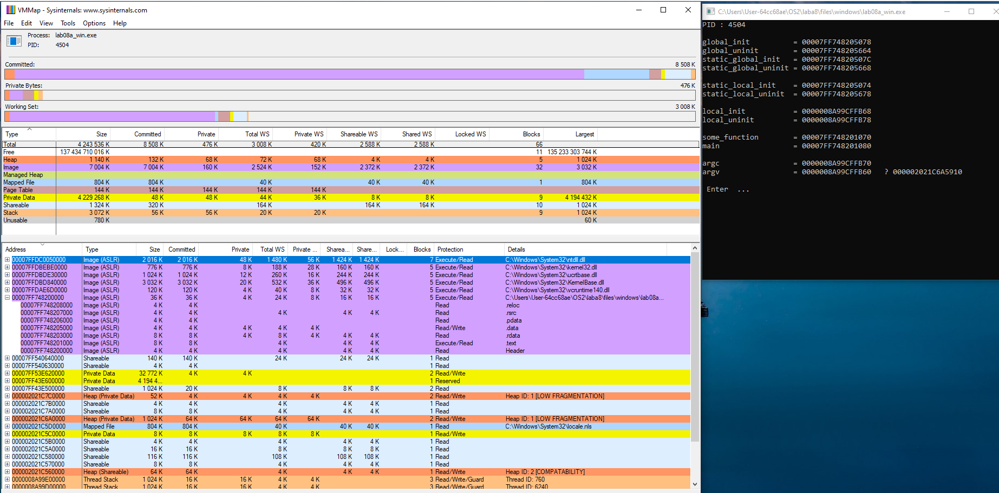 VMMap - Sysinternals: www.sysinternals.com
File Edit View Tools Options Help
Process: lab08a_win.exe
PID: 4504
Committed: 8 508 K
Private Bytes: 476 K
Working Set: 3 008 K
Type Size Committed Private Total WS Private WS Shareable WS Shared WS Locked WS Blocks Largest
Total 4 243 536 K 8 508 K 476 K 3 008 K 420 K 2 588 K 2 588 K 66
Free 137 434 710 016 K 11 135 233 303 744 K
Heap 1 140 K 132 K 68 K 72 K 68 K 4 K 4 K 5 1 024 K
Image 7 004 K 7 004 K 160 K 2 524 K 152 K 2 372 K 2 372 K 32 3 032 K
Managed Heap
Mapped File 804 K 804 K 40 K 40 K 40 K 1 804 K
Page Table 144 K 144 K 144 K 144 K 144 K
Private Data 4 229 268 K 48 K 48 K 44 K 36 K 8 K 8 K 9 4 194 432 K
Shareable 1 324 K 320 K 164 K 164 K 164 K 10 1 024 K
Stack 3 072 K 56 K 56 K 20 K 20 K 9 1 024 K
Unusable 780 K 60 K
Address Type Size Committed Private Total WS Private ... Sharea... Share... Lock... Blocks Protection Details
00007FFDC0050000 Image (ASLR) 2 016 K 2 016 K 48 K 1 480 K 56 K 1 424 K 1 424 K 7 Execute/Read C:\Windows\System32\ntdll.dll
00007FFDBEBE0000 Image (ASLR) 776 K 776 K 8 K 188 K 28 K 160 K 160 K 5 Execute/Read C:\Windows\System32\kernel32.dll
00007FFDBDE30000 Image (ASLR) 1 024 K 1 024 K 12 K 260 K 16 K 244 K 244 K 5 Execute/Read C:\Windows\System32\ucrtbase.dll
00007FFDBD840000 Image (ASLR) 3 032 K 3 032 K 20 K 532 K 36 K 496 K 496 K 5 Execute/Read C:\Windows\System32\KernelBase.dll
00007FFDAE6D0000 Image (ASLR) 120 K 120 K 4 K 40 K 8 K 32 K 32 K 5 Execute/Read C:\Windows\System32\vcruntime140.dll
00007FF748200000 Image (ASLR) 36 K 36 K 4 K 24 K 8 K 16 K 16 K 5 Execute/Read C:\Users\User-64cc68ae\OS2\laba8\files\windows\lab08a...
00007FF748208000 Image (ASLR) 4 K 4 K Read .reloc
00007FF748207000 Image (ASLR) 4 K 4 K 4 K 4 K 4 K Read .rsrc
00007FF748206000 Image (ASLR) 4 K 4 K Read .pdata
00007FF748205000 Image (ASLR) 4 K 4 K 4 K 4 K 4 K Read/Write .data
00007FF748203000 Image (ASLR) 8 K 8 K 4 K 8 K 4 K 4 K 4 K Read .rdata
00007FF748201000 Image (ASLR) 8 K 8 K 4 K 4 K 4 K Execute/Read .text
00007FF748200000 Image (ASLR) 4 K 4 K 4 K 4 K 4 K Read Header
00007FF540640000 Shareable 140 K 140 K 24 K 24 K 24 K 1 Read
00007FF540630000 Shareable 4 K 4 K 1 Read
00007FF53E620000 Private Data 32 772 K 4 K 4 K 2 Read/Write
00007FF43E600000 Private Data 4 194 4... 1 Reserved
00007FF43E500000 Shareable 1 024 K 20 K 8 K 8 K 8 K 2 Read
000002021C7C0000 Heap (Private Data) 52 K 4 K 4 K 4 K 4 K 2 Read/Write Heap ID: 1 [LOW FRAGMENTATION]
000002021C7B0000 Shareable 4 K 4 K 4 K 4 K 4 K 1 Read
000002021C7A0000 Shareable 8 K 8 K 4 K 4 K 4 K 1 Read
000002021C6A0000 Heap (Private Data) 1 024 K 64 K 64 K 64 K 64 K 2 Read/Write Heap ID: 1 [LOW FRAGMENTATION]
000002021C5D0000 Mapped File 804 K 804 K 40 K 40 K 40 K 1 Read C:\Windows\System32\locale.nls
000002021C5C0000 Private Data 8 K 8 K 8 K 8 K 8 K 1 Read/Write
000002021C5B0000 Shareable 4 K 4 K 4 K 4 K 4 K 1 Read
000002021C5A0000 Shareable 16 K 16 K 8 K 8 K 8 K 1 Read
000002021C580000 Shareable 116 K 116 K 108 K 108 K 108 K 1 Read
000002021C570000 Shareable 8 K 8 K 4 K 4 K 4 K 1 Read
000002021C560000 Heap (Shareable) 64 K 64 K 4 K 4 K 4 K 1 Read/Write Heap ID: 2 [COMPATABILITY]
0000008A99E00000 Thread Stack 1 024 K 16 K 16 K 4 K 4 K 3 Read/Write/Guard Thread ID: 760
0000008A99D00000 Thread Stack 1 024 K 16 K 16 K 4 K 4 K 3 Read/Write/Guard Thread ID: 6240
C:\Users\User-64cc68ae\OS2\laba8\files\windows\lab08a_win.exe
PID : 4504
global_init = 00007FF748205078
global_uninit = 00007FF748205664
static_global_init = 00007FF74820507C
static_global_uninit = 00007FF748205668
static_local_init = 00007FF748205074
static_local_uninit = 00007FF748205678
local_init = 0000008A99CFFB68
local_uninit = 0000008A99CFFB78
some_function = 00007FF748201070
main = 00007FF748201080
argc = 0000008A99CFFB70
argv = 0000008A99CFFB60 ? 000002021C6A5910
Enter ...